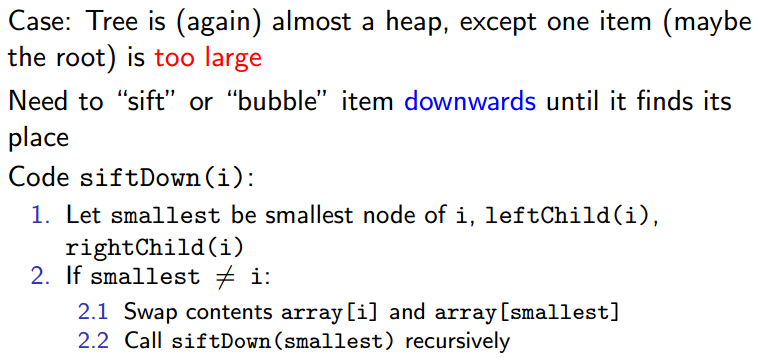 Case: Tree is (again) almost a heap, except one item (maybe
the root) is too large
Need to “sift” or “bubble” item downwards until it finds its
place
Code siftDown(i):
1. Let smallest be smallest node of i, leftChild(i),
rightChild(i)
2. If smallest ≠ i:
2.1 Swap contents array[i] and array[smallest]
2.2 Call siftDown(smallest) recursively